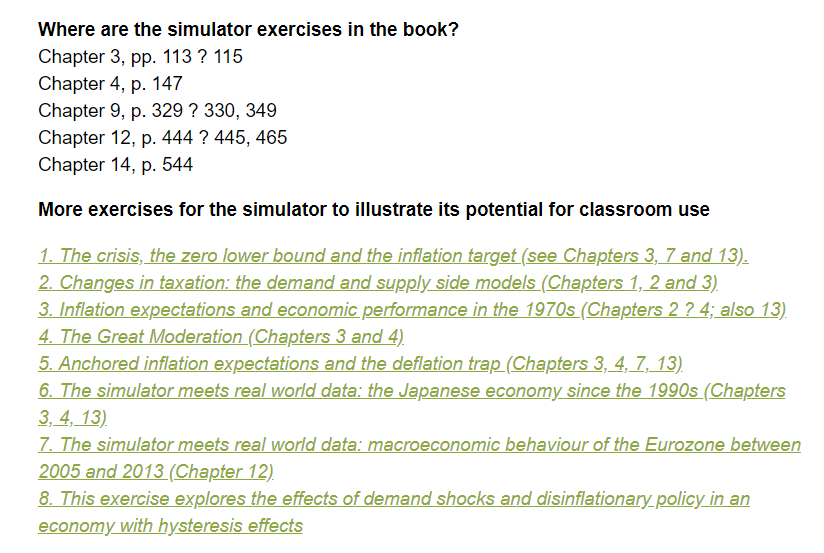 Where are the simulator exercises in the book?
Chapter 3, pp. 113 ? 115
Chapter 4, p. 147
Chapter 9, p. 329 ? 330, 349
Chapter 12, p. 444 ? 445, 465
Chapter 14, p. 544
More exercises for the simulator to illustrate its potential for classroom use
1. The crisis, the zero lower bound and the inflation target (see Chapters 3, 7 and 13).
2. Changes in taxation: the demand and supply side models (Chapters 1, 2 and 3)
3. Inflation expectations and economic performance in the 1970s (Chapters 2 ? 4; also 13)
4. The Great Moderation (Chapters 3 and 4)
5. Anchored inflation expectations and the deflation trap (Chapters 3, 4, 7, 13)
6. The simulator meets real world data: the Japanese economy since the 1990s (Chapters
3, 4, 13)
7. The simulator meets real world data: macroeconomic behaviour of the Eurozone between
2005 and 2013 (Chapter 12)
8. This exercise explores the effects of demand shocks and disinflationary policy in an
economy with hysteresis effects